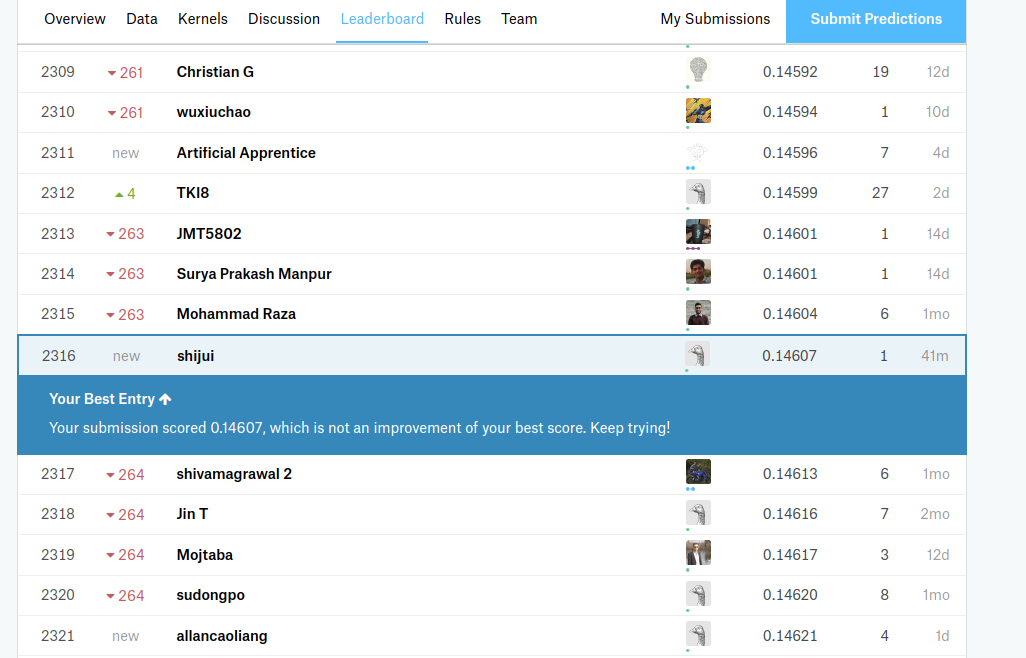 Overview Data Kernels Discussion Leaderboard Rules Team My Submissions Submit Predictions
2309 261 Christian G 0.14592 19 12d
2310 261 wuxiuchao 0.14594 1 10d
2311 new Artificial Apprentice 0.14596 7 4d
2312 4 TKI8 0.14599 27 2d
2313 263 JMT5802 0.14601 1 14d
2314 263 Surya Prakash Manpur 0.14601 1 14d
2315 263 Mohammad Raza 0.14604 6 1mo
2316 new shijui 0.14607 1 41m
Your Best Entry
Your submission scored 0.14607, which is not an improvement of your best score. Keep trying!
2317 264 shivamagrawal 2 0.14613 6 1mo
2318 264 Jin T 0.14616 7 2mo
2319 264 Mojtaba 0.14617 3 12d
2320 264 sudongpo 0.14620 8 1mo
2321 new allancaoliang 0.14621 4 1d